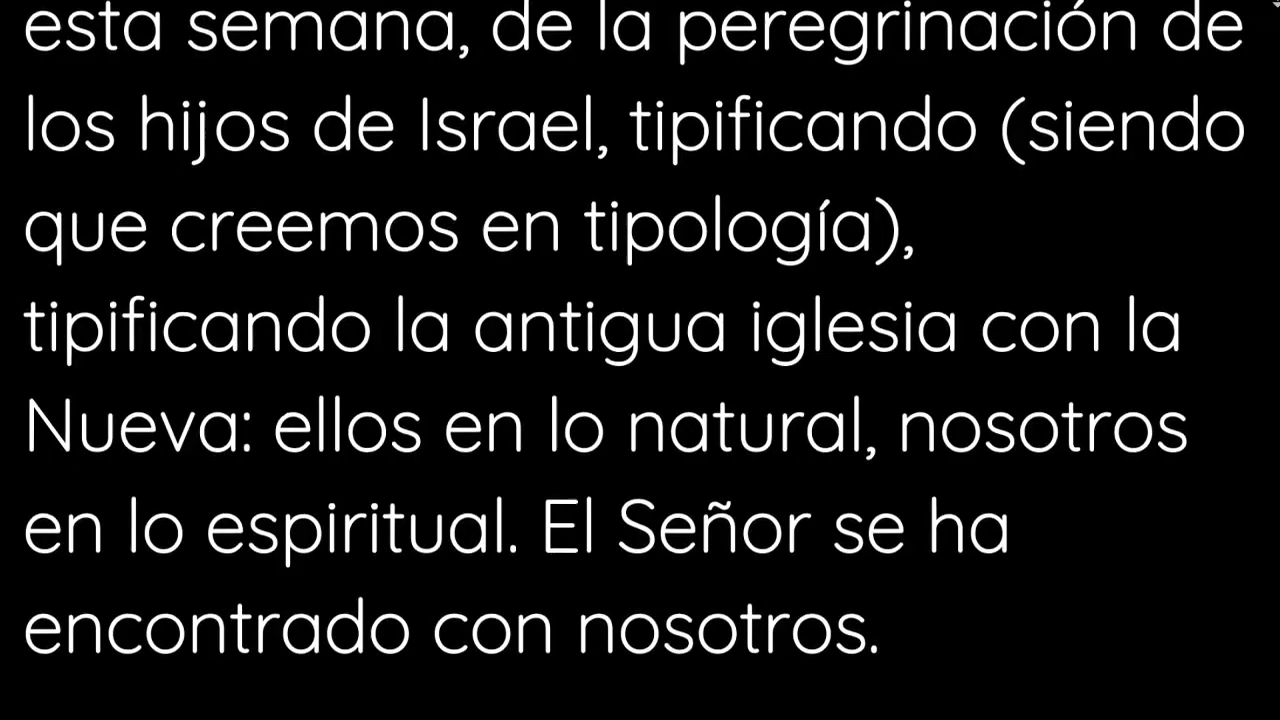 esta semana, de la peregrinación de
los hijos de Israel, tipificando (siendo
que creemos en tipología),
tipificando la antigua iglesia con la
Nueva: ellos en lo natural, nosotros
en lo espiritual. El Señor se ha
encontrado con nosotros.